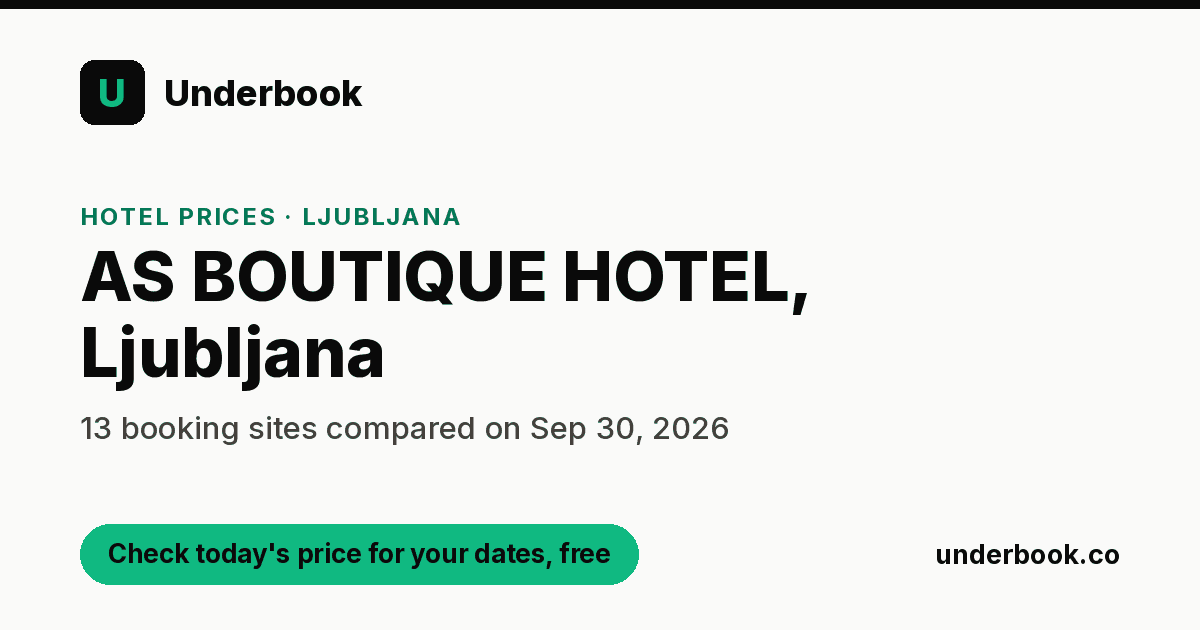 U Underbook
HOTEL PRICES · LJUBLJANA
AS BOUTIQUE HOTEL,
Ljubljana
13 booking sites compared on Sep 30, 2026
Check today's price for your dates, free
underbook.co